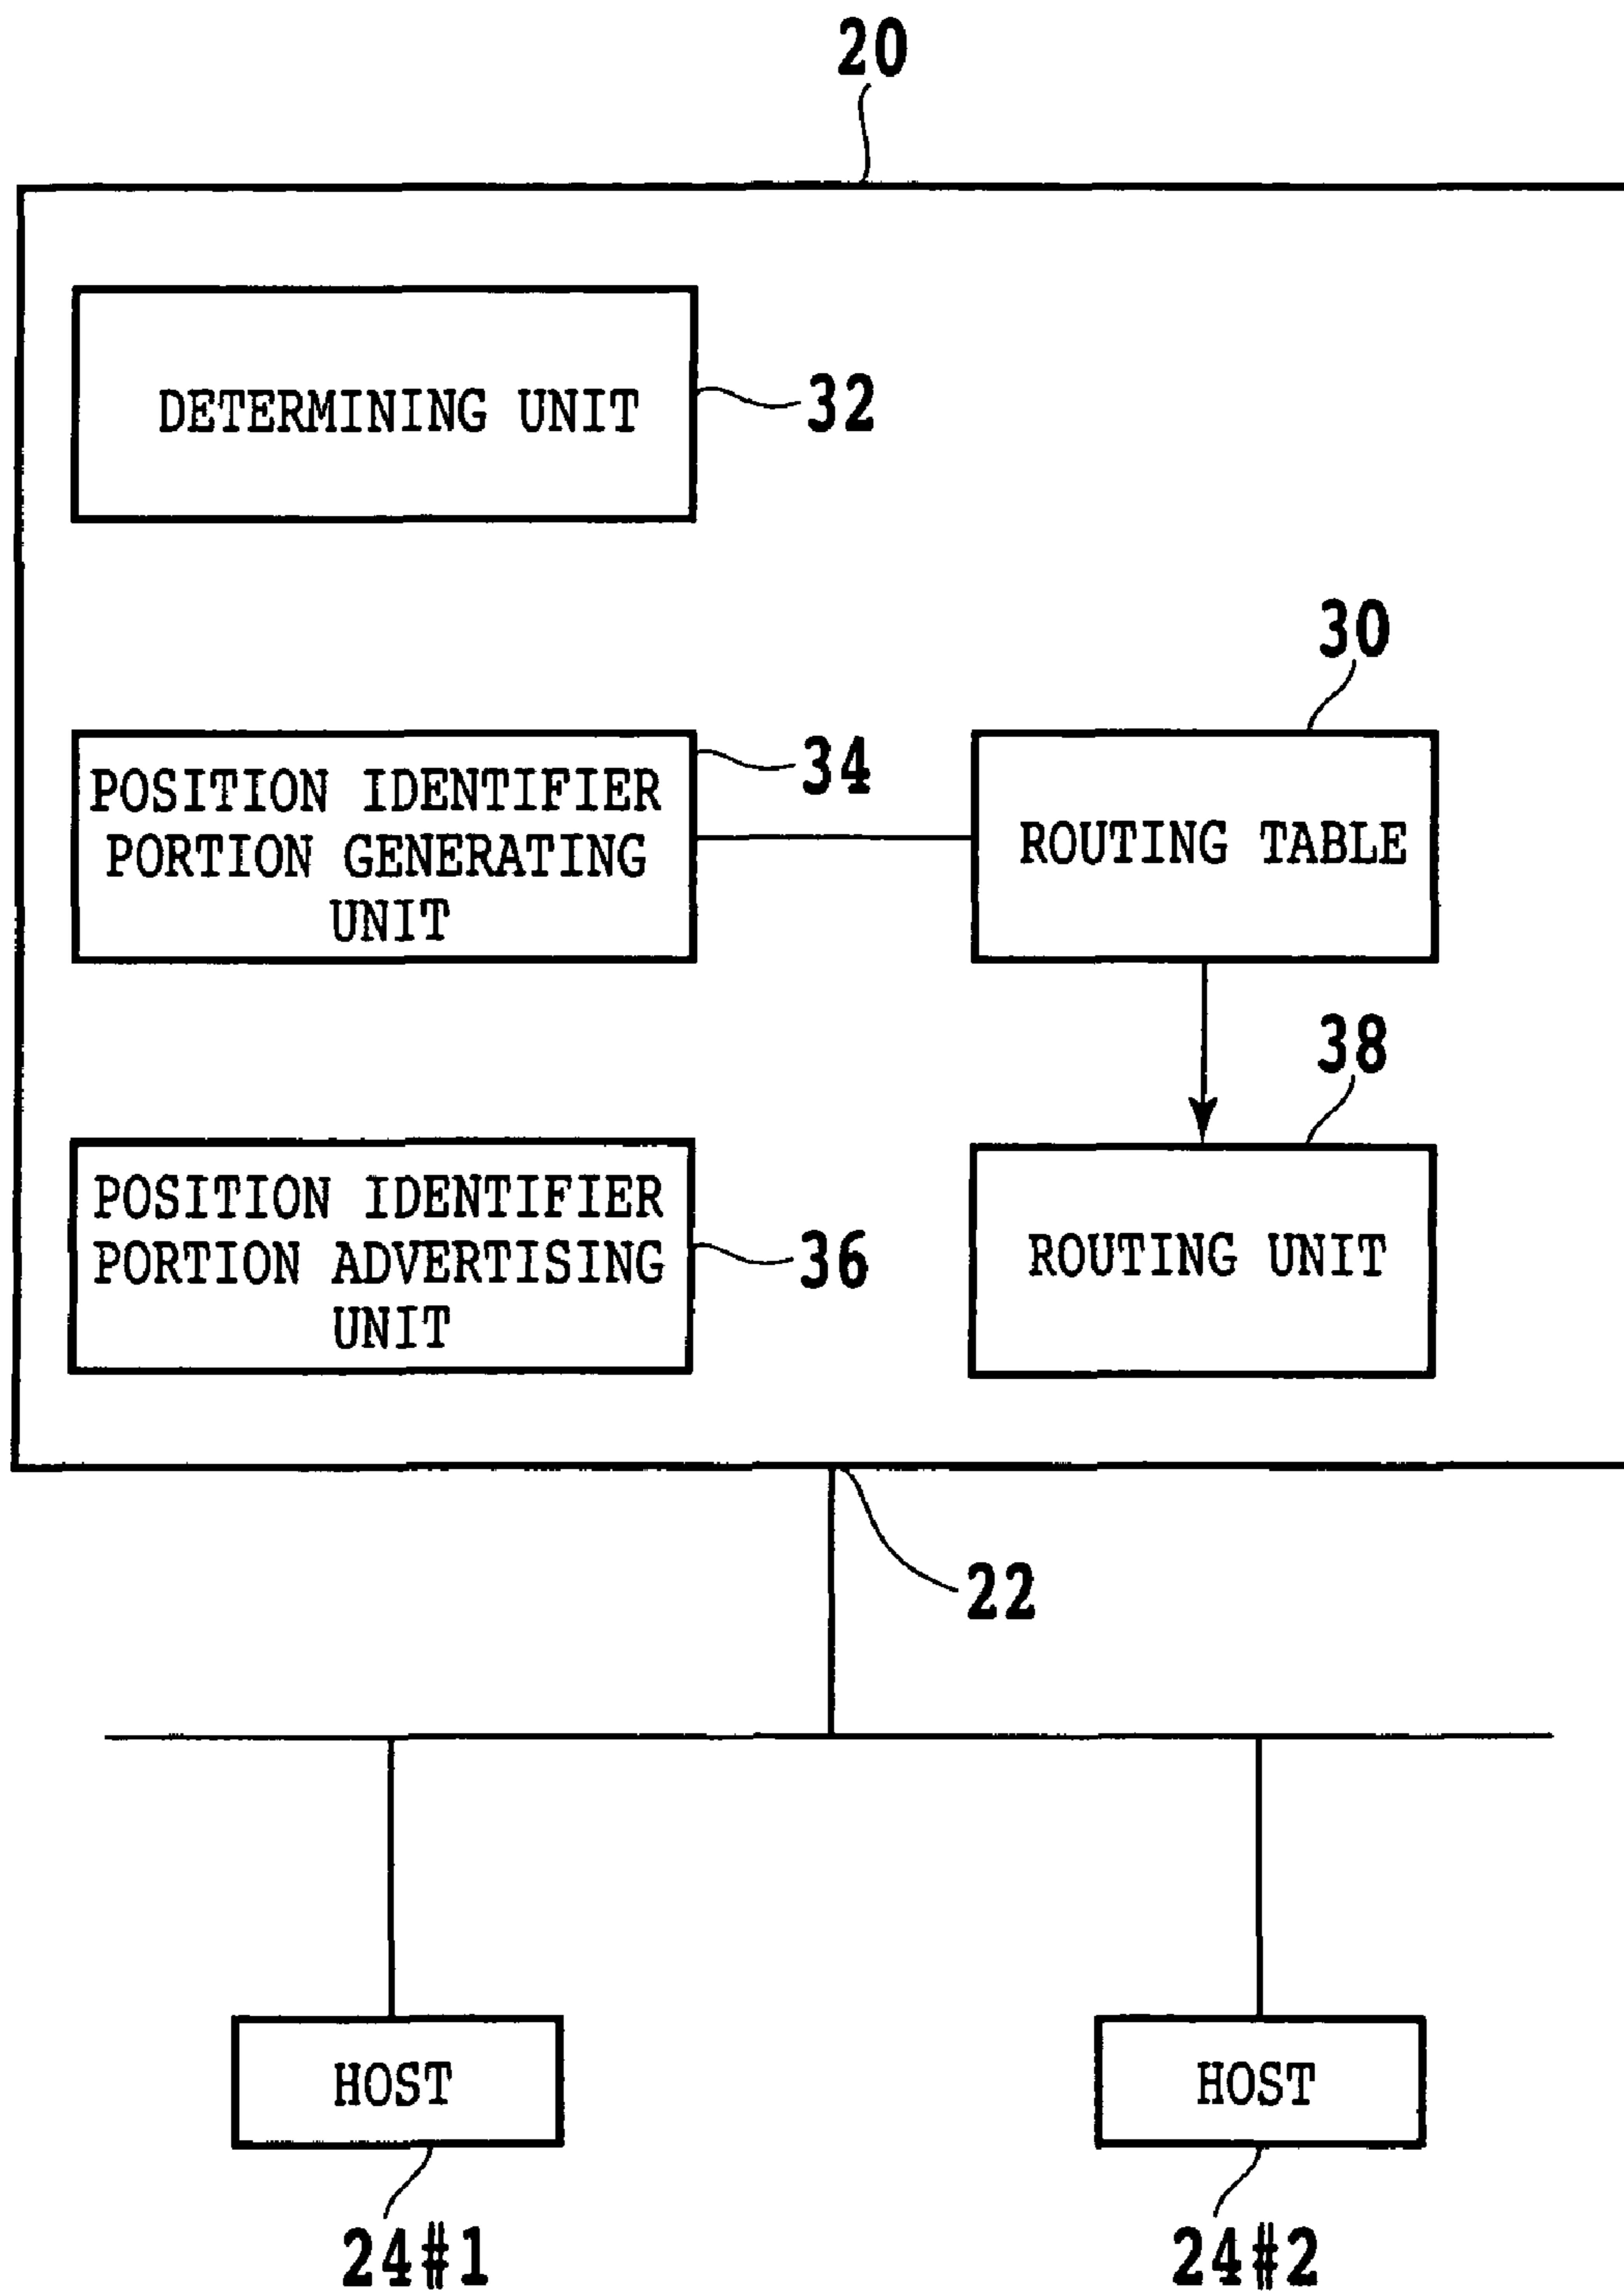 20
DETERMINING UNIT
32
30
POSITION IDENTIFIER
PORTION GENERATING
UNIT
34
ROUTING TABLE
38
POSITION IDENTIFIER
PORTION ADVERTISING
UNIT
36
ROUTING UNIT
22
HOST
HOST
24#1
24#2